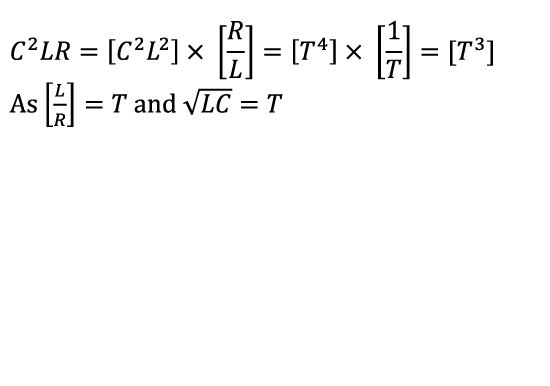 C²LR = [C²L²] × [R/L] = [T⁴] × [1/T] = [T³]
As [L/R] = T and √LC = T